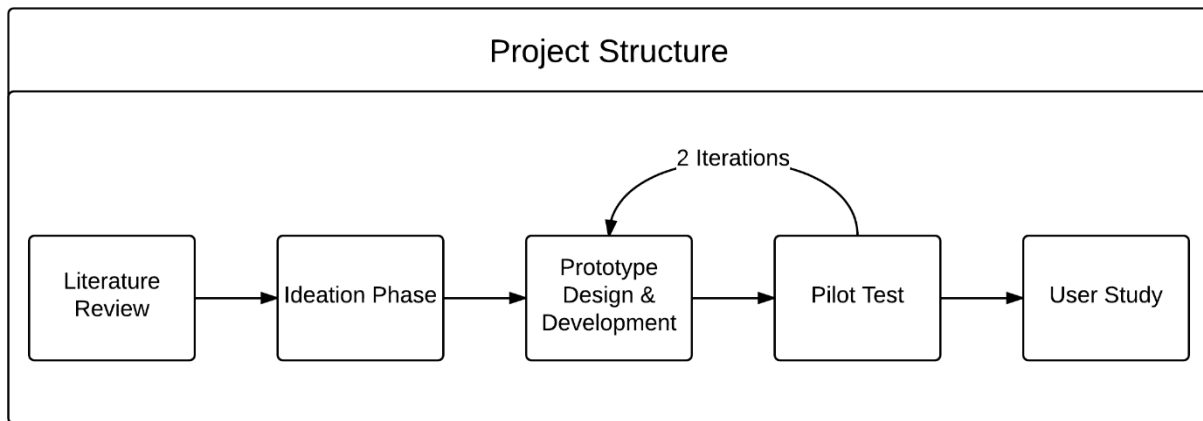 Project Structure
2 Iterations
Literature
Review
Ideation Phase
Prototype
Design &
Development
Pilot Test
User Study